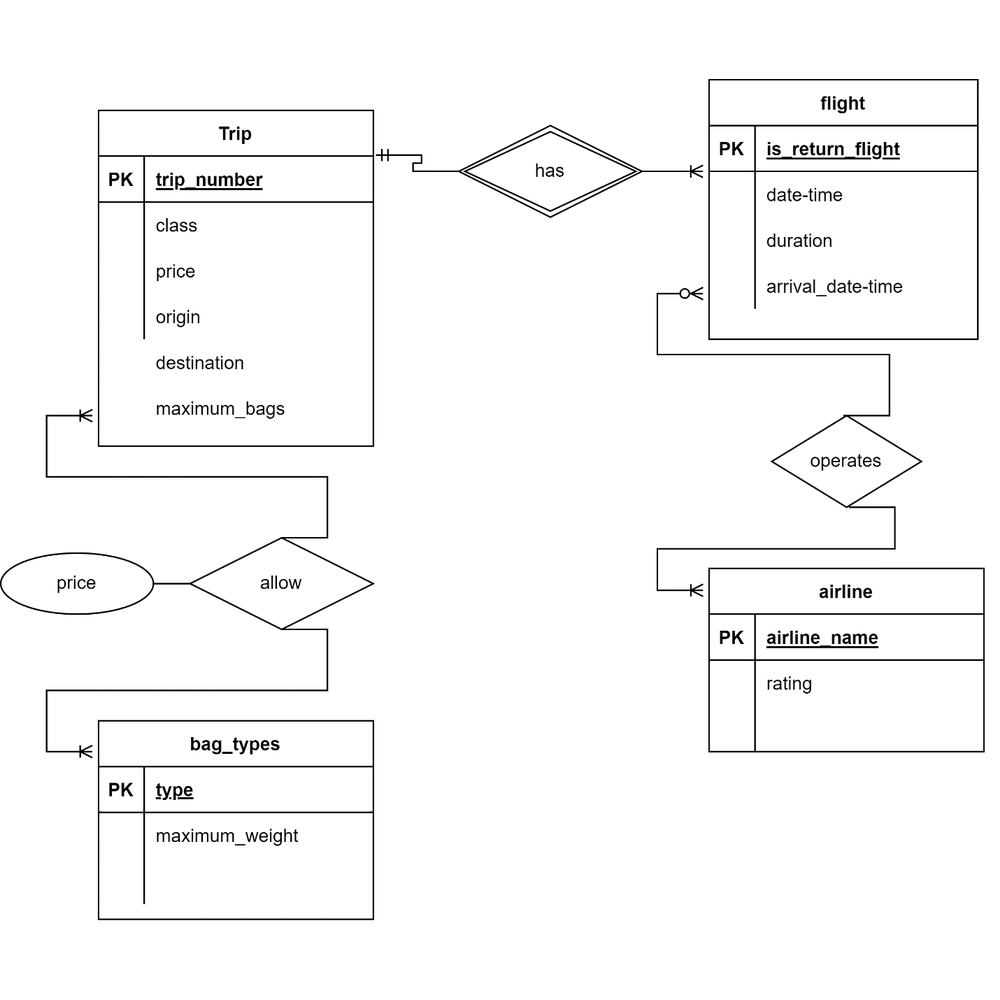 Trip
PK trip_number
class
price
origin
destination
maximum_bags
has
flight
PK is_return_flight
date-time
duration
arrival_date-time
operates
airline
PK airline_name
rating
price
allow
bag_types
PK type
maximum_weight